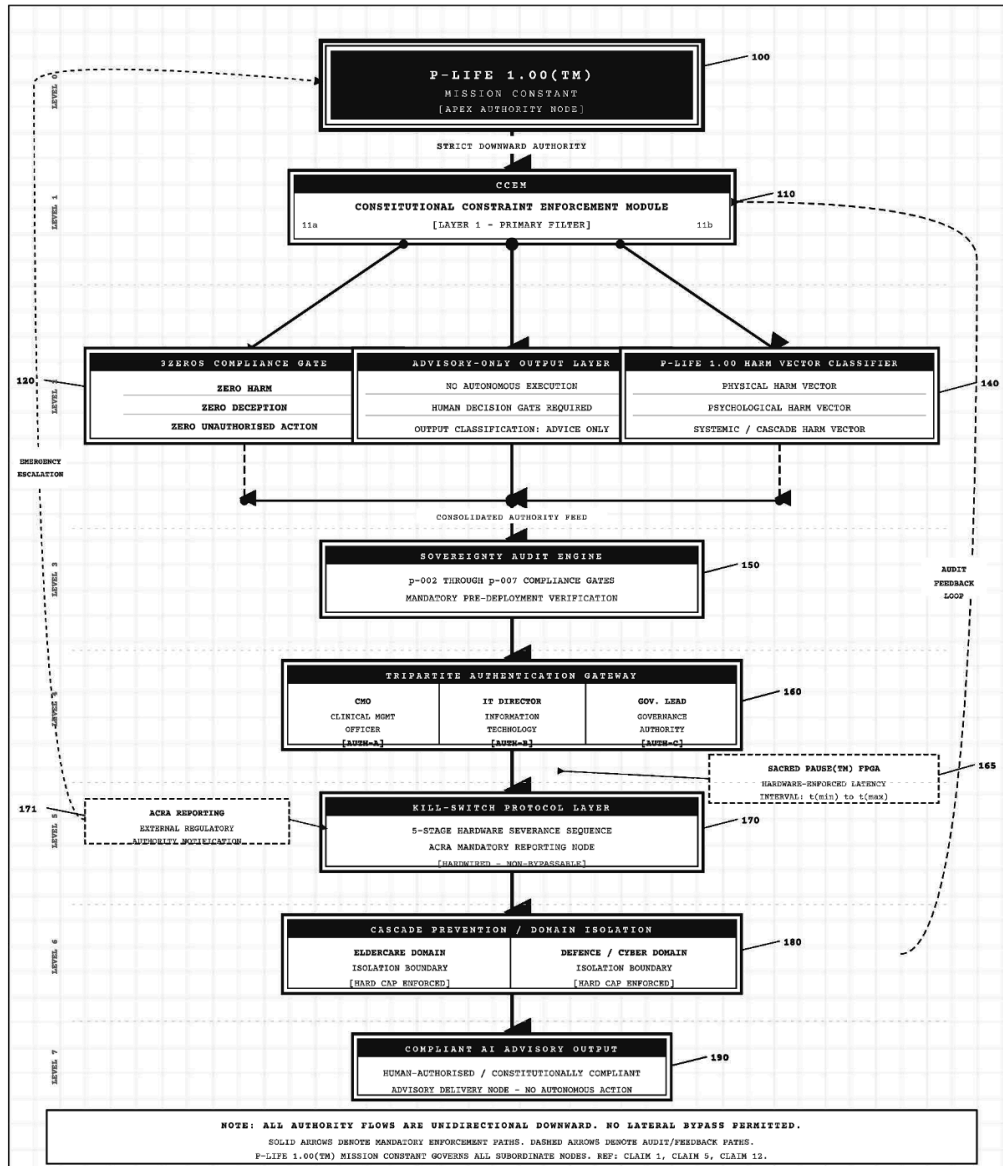 100
P-LIFE 1.00(TM)
MISSION CONSTANT
[APEX AUTHORITY NODE]
LEVEL 0
STRICT DOWNWARD AUTHORITY
CCEM
110
CONSTITUTIONAL CONSTRAINT ENFORCEMENT MODULE
11a
[LAYER 1 - PRIMARY FILTER]
11b
LEVEL 1
3ZEROS COMPLIANCE GATE
ZERO HARM
ZERO DECEPTION
ZERO UNAUTHORISED ACTION
120
LEVEL
ADVISORY-ONLY OUTPUT LAYER
NO AUTONOMOUS EXECUTION
HUMAN DECISION GATE REQUIRED
OUTPUT CLASSIFICATION: ADVICE ONLY
P-LIFE 1.00 HARM VECTOR CLASSIFIER
PHYSICAL HARM VECTOR
PSYCHOLOGICAL HARM VECTOR
SYSTEMIC / CASCADE HARM VECTOR
140
EMERGENCY
ESCALATION
CONSOLIDATED AUTHORITY FEED
SOVEREIGNTY AUDIT ENGINE
p-002 THROUGH p-007 COMPLIANCE GATES
MANDATORY PRE-DEPLOYMENT VERIFICATION
150
LEVEL 3
AUDIT
FEEDBACK
LOOP
TRIPARTITE AUTHENTICATION GATEWAY
CMO
CLINICAL MGMT
OFFICER
[AUTH-A]
IT DIRECTOR
INFORMATION
TECHNOLOGY
[AUTH-B]
GOV. LEAD
GOVERNANCE
AUTHORITY
[AUTH-C]
160
LEVEL 4
SACRED PAUSE(TM) FPGA
HARDWARE-ENFORCED LATENCY
INTERVAL: t(min) to t(max)
165
171
ACRA REPORTING
EXTERNAL REGULATORY
AUTHORITY NOTIFICATION
LEVEL 5
KILL-SWITCH PROTOCOL LAYER
5-STAGE HARDWARE SEVERANCE SEQUENCE
ACRA MANDATORY REPORTING NODE
[HARDWIRED - NON-BYPASSABLE]
170
CASCADE PREVENTION / DOMAIN ISOLATION
ELDERCARE DOMAIN
ISOLATION BOUNDARY
[HARD CAP ENFORCED]
DEFENCE / CYBER DOMAIN
ISOLATION BOUNDARY
[HARD CAP ENFORCED]
180
LEVEL 6
COMPLIANT AI ADVISORY OUTPUT
HUMAN-AUTHORISED / CONSTITUTIONALLY COMPLIANT
ADVISORY DELIVERY NODE - NO AUTONOMOUS ACTION
190
LEVEL 7
NOTE: ALL AUTHORITY FLOWS ARE UNIDIRECTIONAL DOWNWARD. NO LATERAL BYPASS PERMITTED.
SOLID ARROWS DENOTE MANDATORY ENFORCEMENT PATHS. DASHED ARROWS DENOTE AUDIT/FEEDBACK PATHS.
P-LIFE 1.00(TM) MISSION CONSTANT GOVERNS ALL SUBORDINATE NODES. REF: CLAIM 1, CLAIM 5, CLAIM 12.